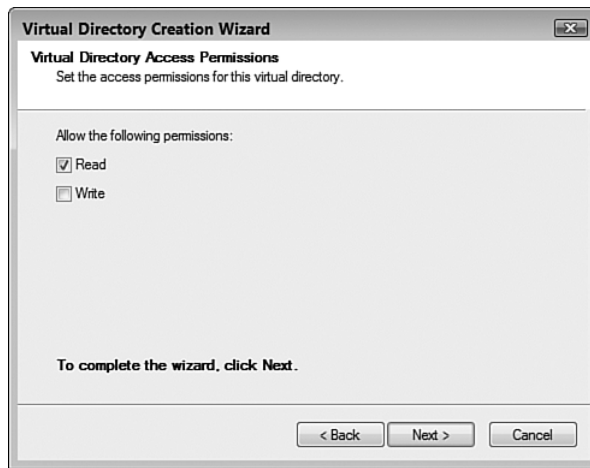 Virtual Directory Creation Wizard
Virtual Directory Access Permissions
Set the access permissions for this virtual directory.
Allow the following permissions:
Read
Write
To complete the wizard, click Next.
< Back Next > Cancel